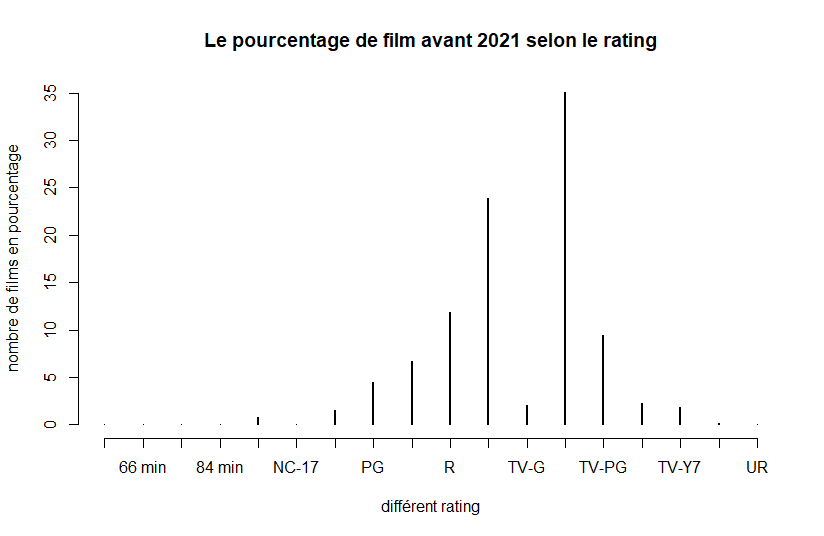 Le pourcentage de film avant 2021 selon le rating
nombre de films en pourcentage
35
30
25
20
15
10
5
0
66 min 84 min NC-17 PG R TV-G TV-PG TV-Y7 UR
différent rating